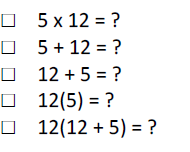 □ 5 x 12 = ?
□ 5 + 12 = ?
□ 12 + 5 = ?
□ 12(5) = ?
□ 12(12 + 5) = ?